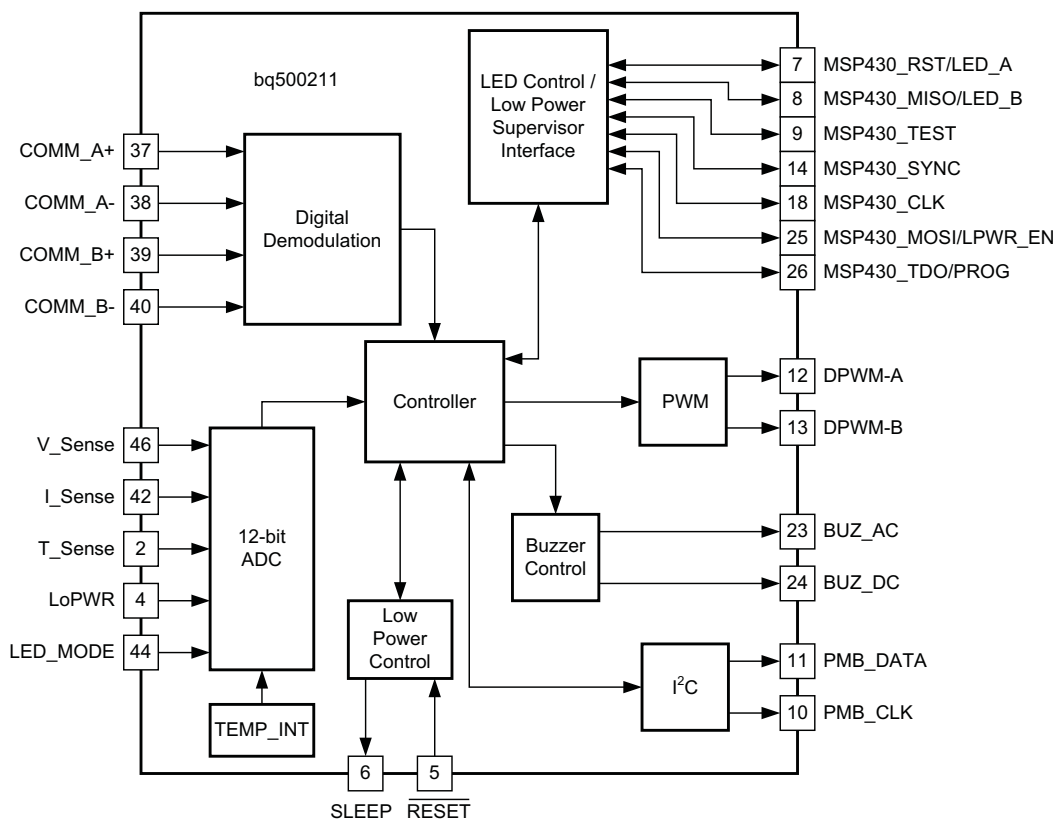 bq500211
LED Control /
Low Power
Supervisor
Interface
7 MSP430_RST/LED_A
8 MSP430_MISO/LED_B
9 MSP430_TEST
14 MSP430_SYNC
18 MSP430_CLK
25 MSP430_MOSI/LPWR_EN
26 MSP430_TDO/PROG
COMM_A+ 37
COMM_A- 38
COMM_B+ 39
COMM_B- 40
Digital
Demodulation
Controller
PWM
12 DPWM-A
13 DPWM-B
V_Sense 46
I_Sense 42
T_Sense 2
LoPWR 4
LED_MODE 44
12-bit
ADC
Buzzer
Control
23 BUZ_AC
24 BUZ_DC
Low
Power
Control
I²C
11 PMB_DATA
10 PMB_CLK
TEMP_INT
6
SLEEP
5
RESET